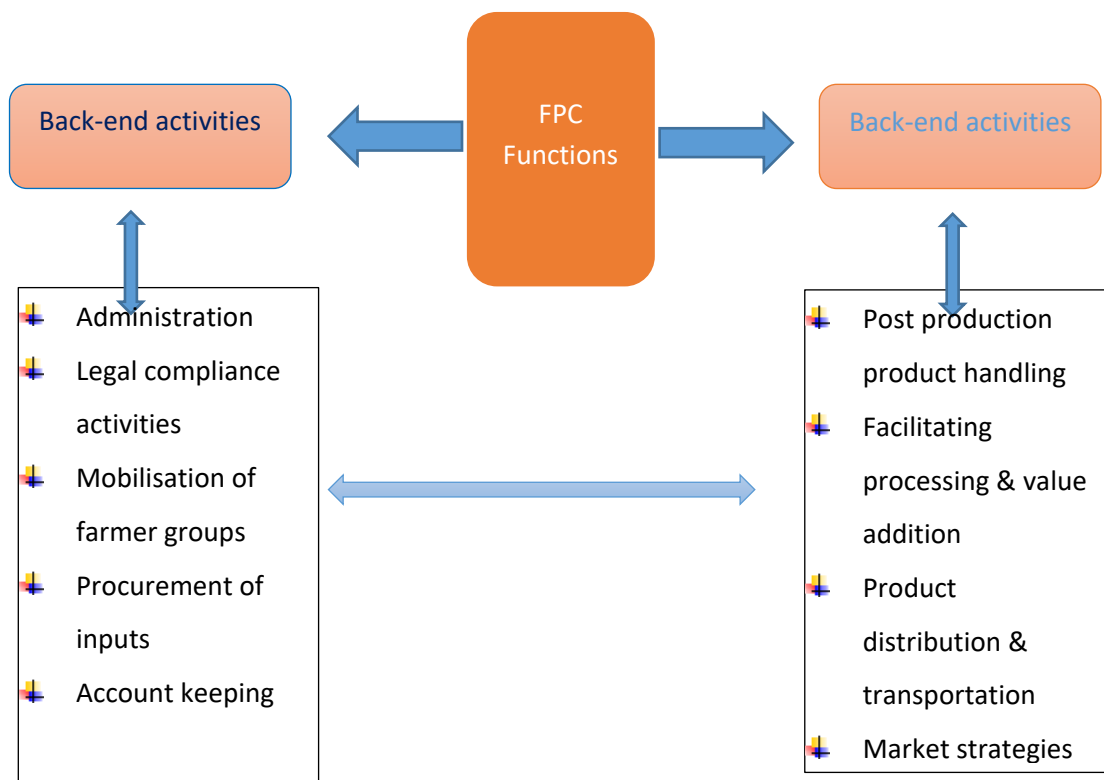 FPC
Functions
Back-end activities
Back-end activities
Administration
Legal compliance
activities
Mobilisation of
farmer groups
Procurement of
inputs
Account keeping
Post production
product handling
Facilitating
processing & value
addition
Product
distribution &
transportation
Market strategies